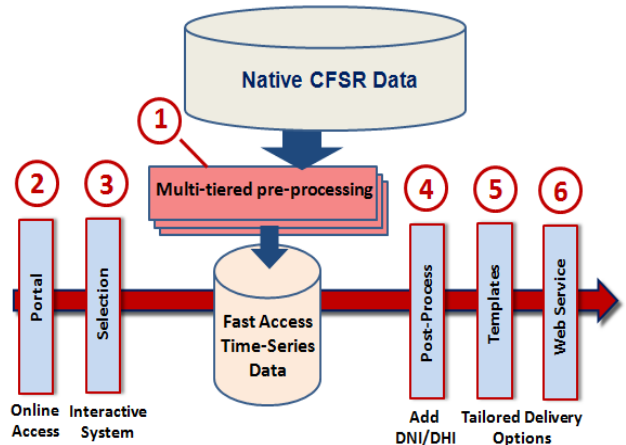 Native CFSR Data
1
Multi-tiered pre-processing
2
3
4
5
6
Portal
Selection
Fast Access
Time-Series
Data
Post-Process
Templates
Web Service
Online
Access
Interactive
System
Add
DNI/DHI
Tailored Delivery
Options